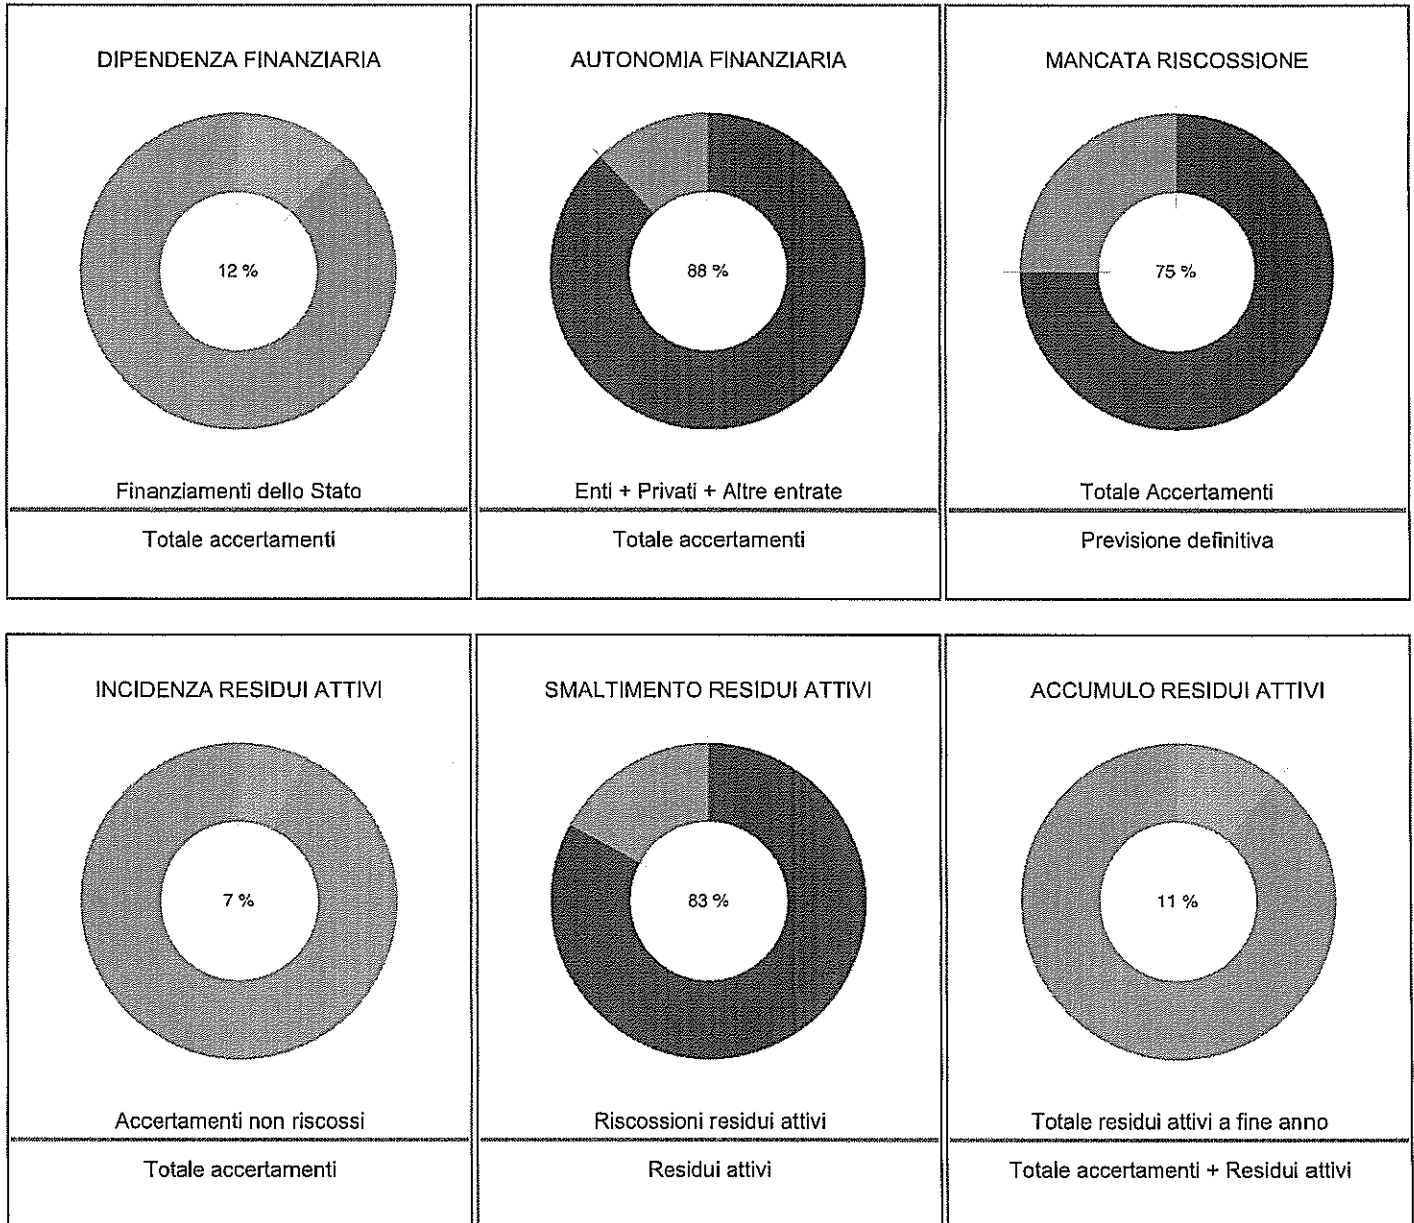 DIPENDENZA FINANZIARIA
12 %
Finanziamenti dello Stato
Totale accertamenti
AUTONOMIA FINANZIARIA
88 %
Enti + Privati + Altre entrate
Totale accertamenti
MANCATA RISCOSSIONE
75 %
Totale Accertamenti
Previsione definitiva
INCIDENZA RESIDUI ATTIVI
7 %
Accertamenti non riscossi
Totale accertamenti
SMALTIMENTO RESIDUI ATTIVI
83 %
Riscossioni residui attivi
Residui attivi
ACCUMULO RESIDUI ATTIVI
11 %
Totale residui attivi a fine anno
Totale accertamenti + Residui attivi